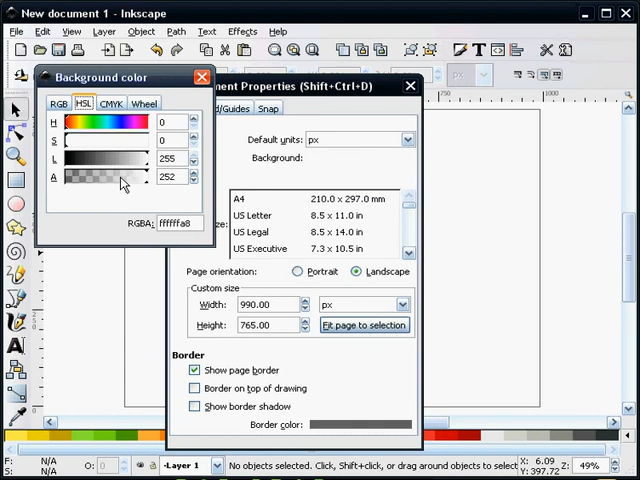 New document 1 - Inkscape
File Edit View Layer Object Path Text Effects Help
Background color
ment Properties (Shift+Ctrl+D)
RGB HSL CMYK Wheel
d/Guides Snap
H 0
S 0
L 255
A 252
RGBA: ffffffa8
Default units: px
Background:
A4 210.0 x 297.0 mm
US Letter 8.5 x 11.0 in
US Legal 8.5 x 14.0 in
US Executive 7.3 x 10.5 in
Page orientation: Portrait Landscape
Custom size
Width: 990.00 px
Height: 765.00 Fit page to selection
Border
Show page border
Border on top of drawing
Show border shadow
Border color:
px
750
1000
F: N/A
S: N/A
O: 0
Layer 1
No objects selected. Click, Shift+click, or drag around objects to select
X: 6.09
Y: 397.72
Z: 49%